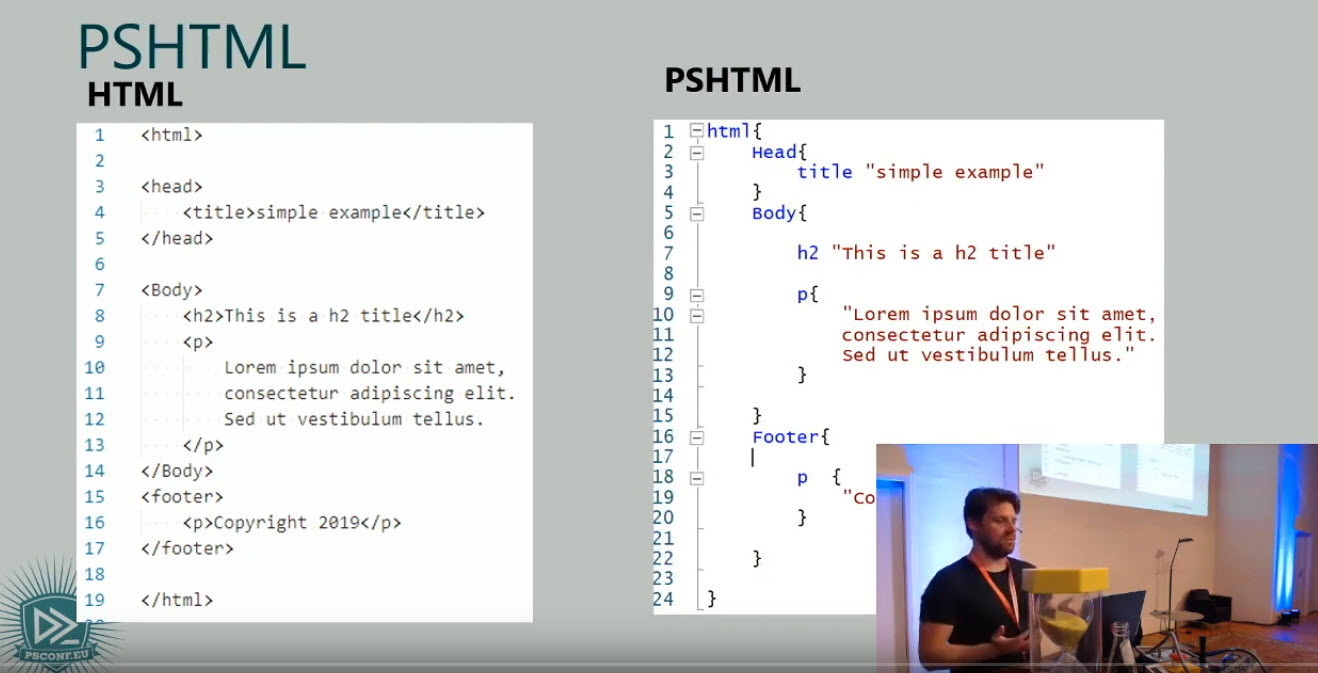 PSHTML
HTML
1 <html>
2
3 <head>
4 <title>simple example</title>
5 </head>
6
7 <Body>
8 <h2>This is a h2 title</h2>
9 <p>
10 Lorem ipsum dolor sit amet,
11 consectetur adipiscing elit.
12 Sed ut vestibulum tellus.
13 </p>
14 </Body>
15 <footer>
16 <p>Copyright 2019</p>
17 </footer>
18
19 </html>
PSHTML
1 html{
2 Head{
3 title "simple example"
4 }
5 Body{
6
7 h2 "This is a h2 title"
8
9 p{
10 "Lorem ipsum dolor sit amet,
11 consectetur adipiscing elit.
12 Sed ut vestibulum tellus."
13 }
14
15 }
16 Footer{
17
18 p {
19 "Co
20 }
21
22 }
23
24 }
PSCONF.EU